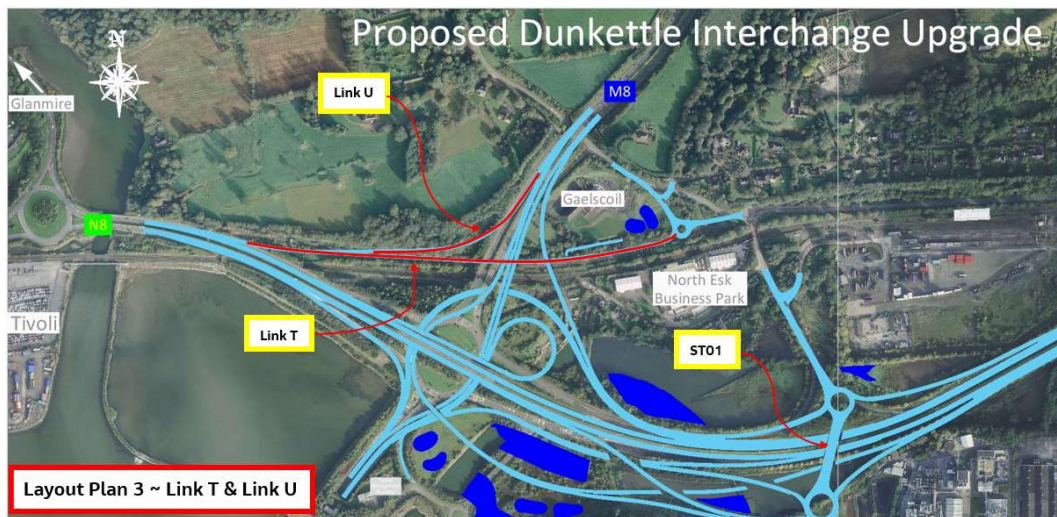 Proposed Dunkettle Interchange Upgrade
N
Glanmire
Link U
M8
Gaelscoil
N8
North Esk
Business Park
Tivoli
Link T
ST01
Layout Plan 3 ~ Link T & Link U